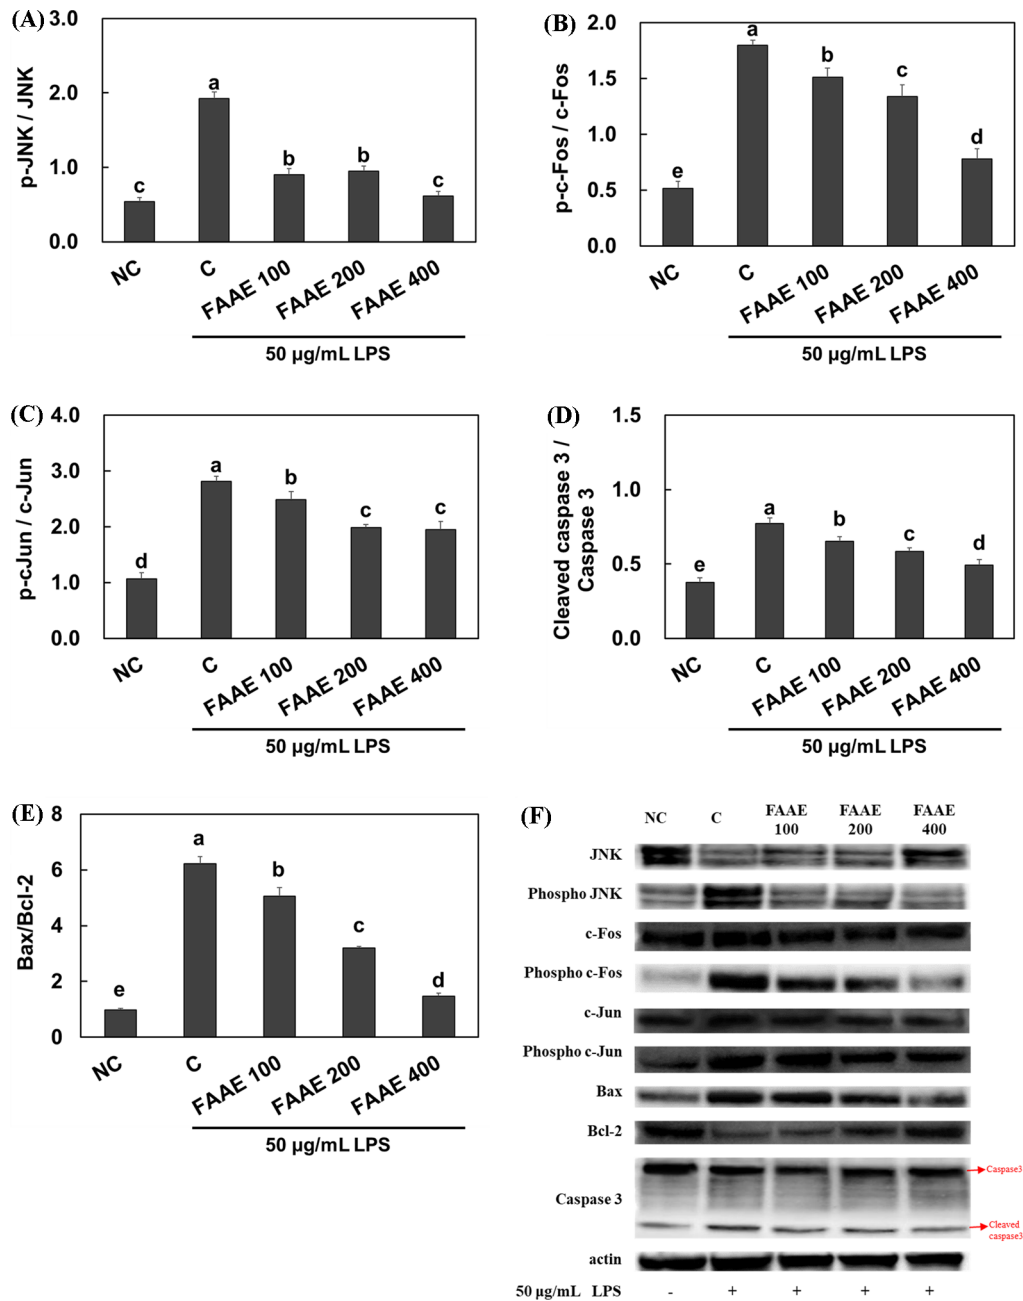 (A)
p-JNK / JNK
3.0
2.0
1.0
0.0
c
a
b
b
c
NC
C
FAAE 100
FAAE 200
FAAE 400
50 µg/mL LPS
(B)
p-c-Fos / c-Fos
2.0
1.5
1.0
0.5
0.0
e
a
b
c
d
NC
C
FAAE 100
FAAE 200
FAAE 400
50 µg/mL LPS
(C)
p-cJun / c-Jun
4.0
3.0
2.0
1.0
0.0
d
a
b
c
c
NC
C
FAAE 100
FAAE 200
FAAE 400
50 µg/mL LPS
(D)
Cleaved caspase 3 /
Caspase 3
1.5
1.0
0.5
0.0
e
a
b
c
d
NC
C
FAAE 100
FAAE 200
FAAE 400
50 µg/mL LPS
(E)
Bax/Bcl-2
8
6
4
2
0
e
a
b
c
d
NC
C
FAAE 100
FAAE 200
FAAE 400
50 µg/mL LPS
(F)
NC
C
FAAE
100
FAAE
200
FAAE
400
JNK
Phospho JNK
c-Fos
Phospho c-Fos
c-Jun
Phospho c-Jun
Bax
Bcl-2
Caspase 3
Caspase3
Cleaved
caspase3
actin
50 µg/mL LPS - + + + +